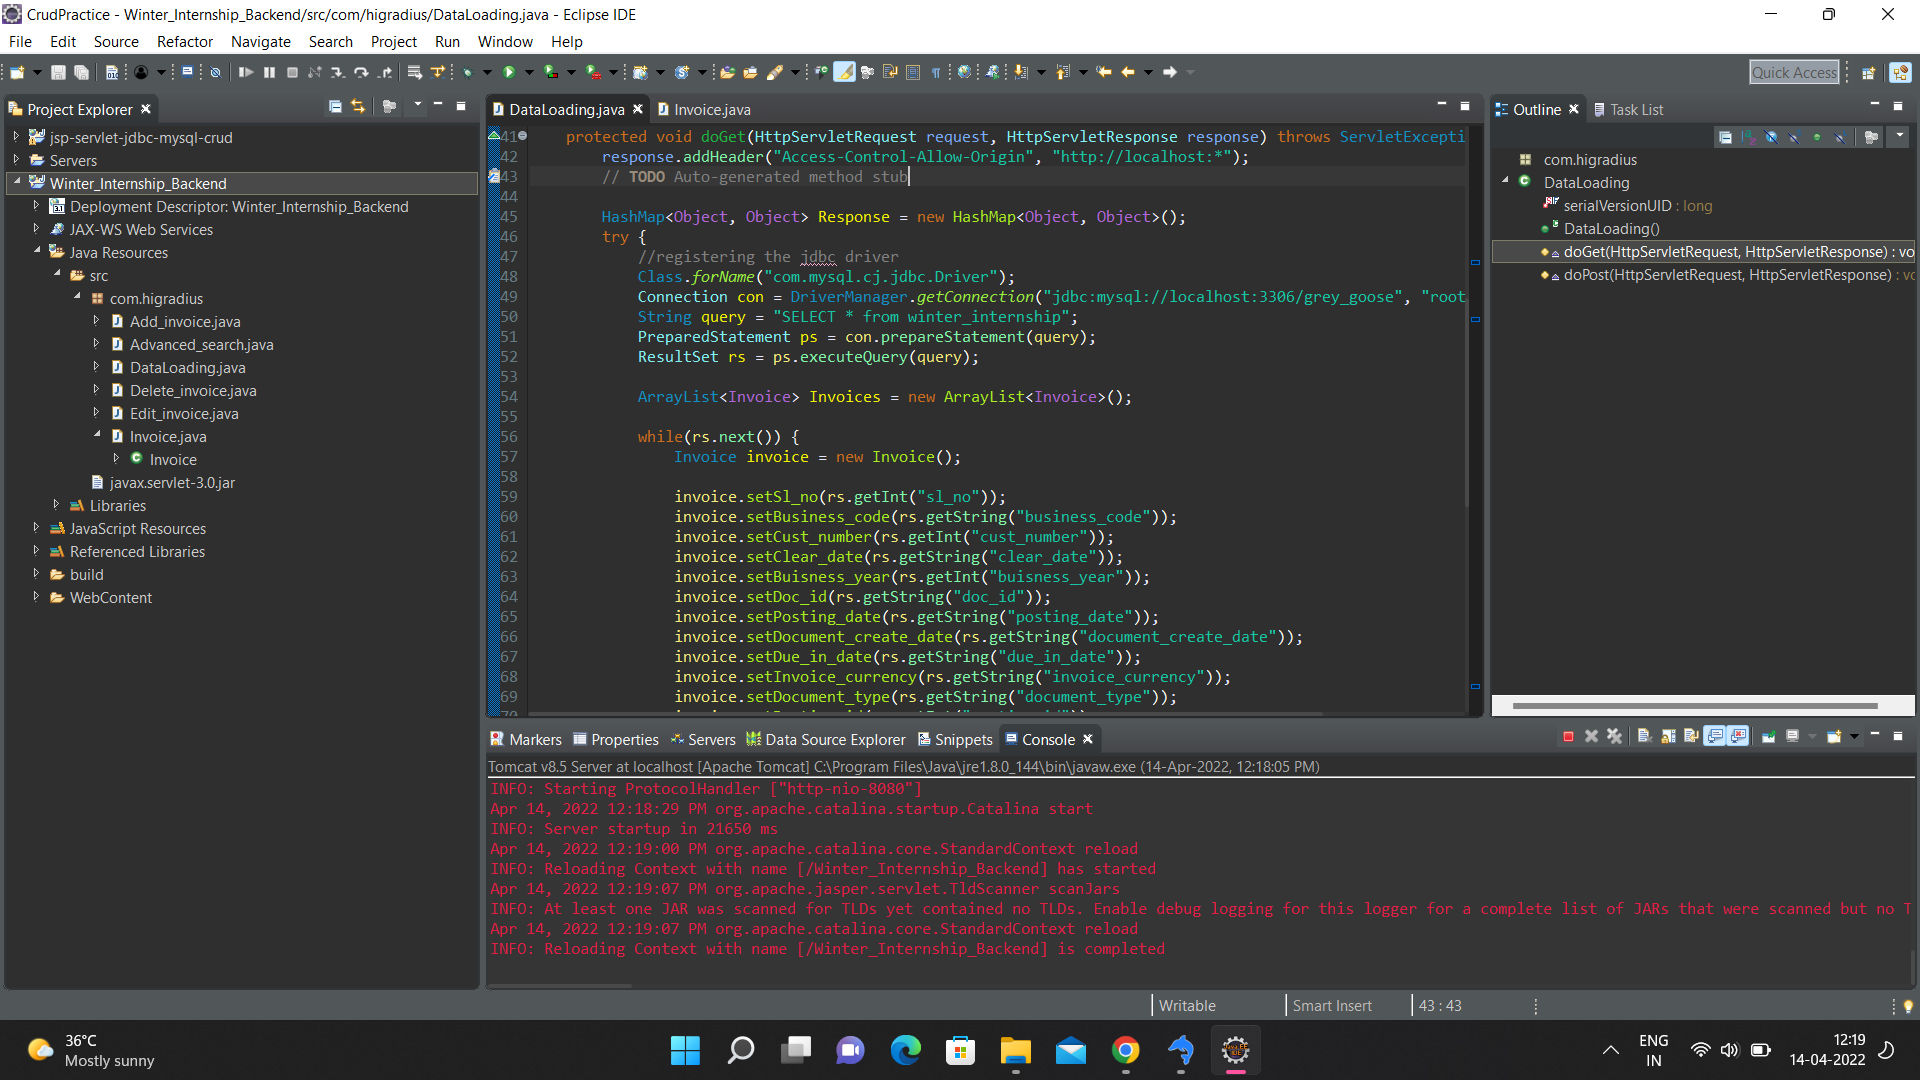 CrudPractice - Winter_Internship_Backend/src/com/higradius/DataLoading.java - Eclipse IDE
File Edit Source Refactor Navigate Search Project Run Window Help
Quick Access
Project Explorer
jsp-servlet-jdbc-mysql-crud
Servers
Winter_Internship_Backend
Deployment Descriptor: Winter_Internship_Backend
JAX-WS Web Services
Java Resources
src
com.higradius
Add_invoice.java
Advanced_search.java
DataLoading.java
Delete_invoice.java
Edit_invoice.java
Invoice.java
Invoice
javax.servlet-3.0.jar
Libraries
JavaScript Resources
Referenced Libraries
build
WebContent
DataLoading.java Invoice.java
41 protected void doGet(HttpServletRequest request, HttpServletResponse response) throws ServletExcepti
42 response.addHeader("Access-Control-Allow-Origin", "http://localhost:*");
43 // TODO Auto-generated method stub
44
45 HashMap<Object, Object> Response = new HashMap<Object, Object>();
46 try {
47 //registering the jdbc driver
48 Class.forName("com.mysql.cj.jdbc.Driver");
49 Connection con = DriverManager.getConnection("jdbc:mysql://localhost:3306/grey_goose", "root
50 String query = "SELECT * from winter_internship";
51 PreparedStatement ps = con.prepareStatement(query);
52 ResultSet rs = ps.executeQuery(query);
53
54 ArrayList<Invoice> Invoices = new ArrayList<Invoice>();
55
56 while(rs.next()) {
57 Invoice invoice = new Invoice();
58
59 invoice.setSl_no(rs.getInt("sl_no"));
60 invoice.setBusiness_code(rs.getString("business_code"));
61 invoice.setCust_number(rs.getInt("cust_number"));
62 invoice.setClear_date(rs.getString("clear_date"));
63 invoice.setBuisness_year(rs.getInt("buisness_year"));
64 invoice.setDoc_id(rs.getString("doc_id"));
65 invoice.setPosting_date(rs.getString("posting_date"));
66 invoice.setDocument_create_date(rs.getString("document_create_date"));
67 invoice.setDue_in_date(rs.getString("due_in_date"));
68 invoice.setInvoice_currency(rs.getString("invoice_currency"));
69 invoice.setDocument_type(rs.getString("document_type"));
Outline Task List
com.higradius
DataLoading
serialVersionUID : long
DataLoading()
doGet(HttpServletRequest, HttpServletResponse) : vo
doPost(HttpServletRequest, HttpServletResponse) : vo
Markers Properties Servers Data Source Explorer Snippets Console
Tomcat v8.5 Server at localhost [Apache Tomcat] C:\Program Files\Java\jre1.8.0_144\bin\javaw.exe (14-Apr-2022, 12:18:05 PM)
INFO: Starting ProtocolHandler ["http-nio-8080"]
Apr 14, 2022 12:18:29 PM org.apache.catalina.startup.Catalina start
INFO: Server startup in 21650 ms
Apr 14, 2022 12:19:00 PM org.apache.catalina.core.StandardContext reload
INFO: Reloading Context with name [/Winter_Internship_Backend] has started
Apr 14, 2022 12:19:07 PM org.apache.jasper.servlet.TldScanner scanJars
INFO: At least one JAR was scanned for TLDs yet contained no TLDs. Enable debug logging for this logger for a complete list of JARs that were scanned but no T
Apr 14, 2022 12:19:07 PM org.apache.catalina.core.StandardContext reload
INFO: Reloading Context with name [/Winter_Internship_Backend] is completed
Writable Smart Insert 43 : 43
36°C
Mostly sunny
ENG
IN
12:19
14-04-2022